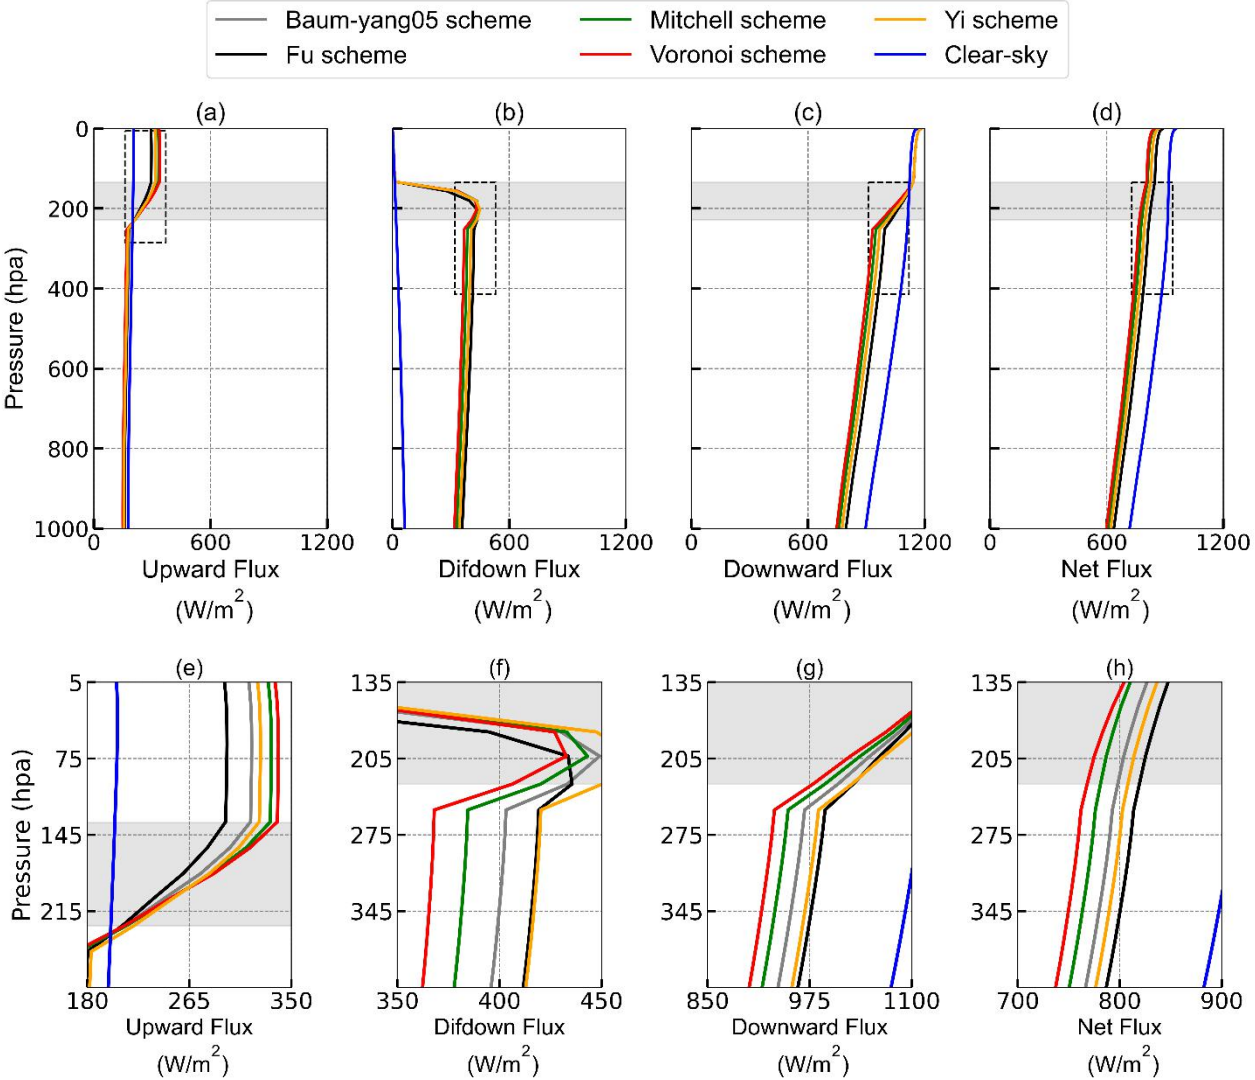 Baum-yang05 scheme Mitchell scheme Yi scheme
Fu scheme Voronoi scheme Clear-sky
(a) (b) (c) (d)
0
200
400
600
800
1000
Pressure (hpa)
0 600 1200 0 600 1200 0 600 1200 0 600 1200
Upward Flux Difdown Flux Downward Flux Net Flux
(W/m2) (W/m2) (W/m2) (W/m2)
(e) (f) (g) (h)
5 135 135 135
75 205 205 205
145 275 275 275
215 345 345 345
Pressure (hpa)
180 265 350 350 400 450 850 975 1100 700 800 900
Upward Flux Difdown Flux Downward Flux Net Flux
(W/m2) (W/m2) (W/m2) (W/m2)